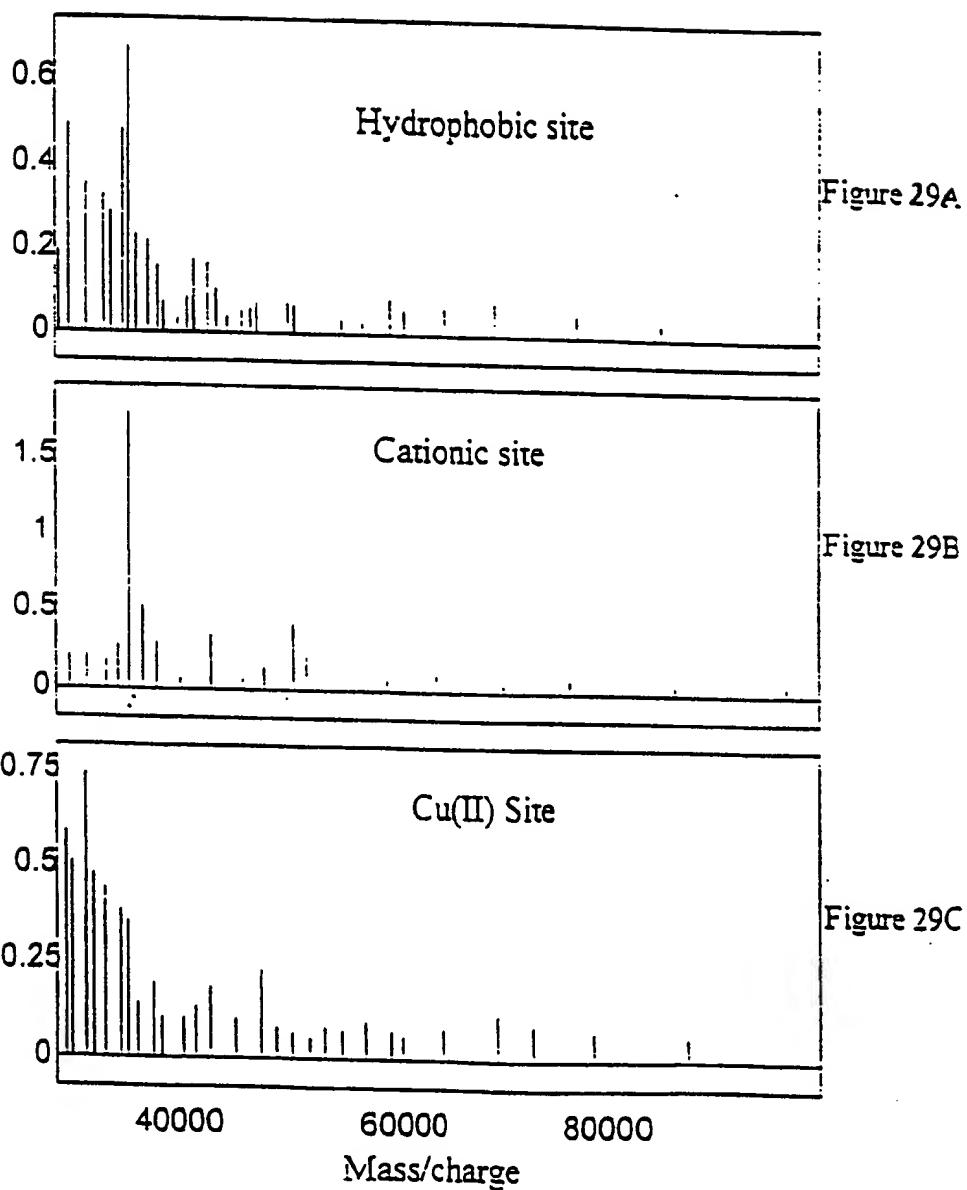 0.6
0.4
0.2
0
Hydrophobic site
Figure 29A
1.5
1
0.5
0
Cationic site
Figure 29B
0.75
0.5
0.25
0
Cu(II) Site
Figure 29C
40000 60000 80000
Mass/charge